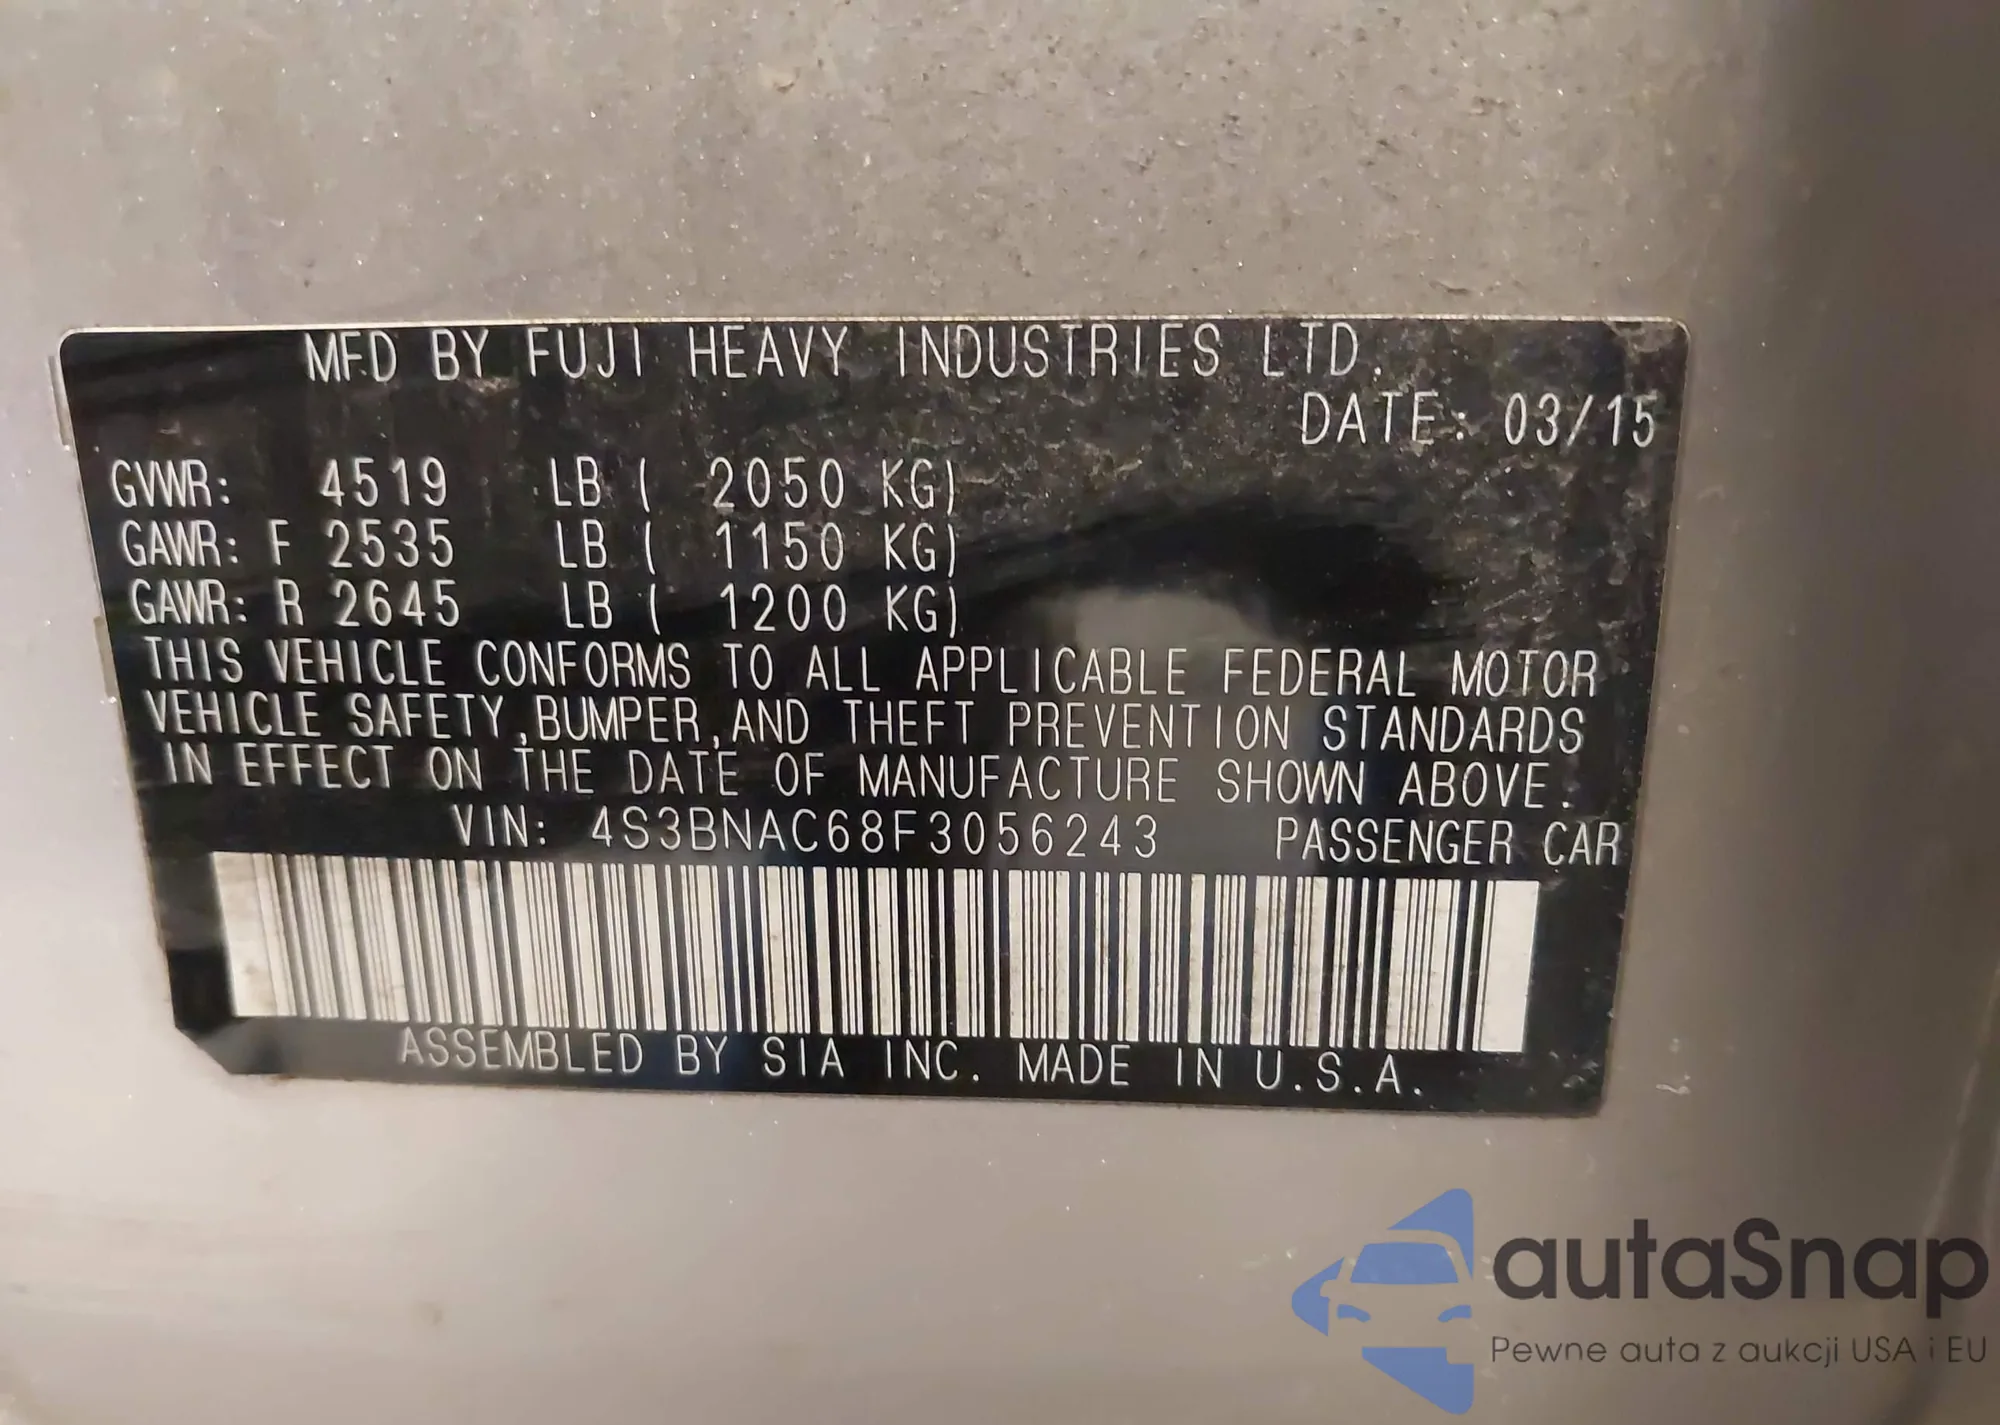 MFD BY FUJI HEAVY INDUSTRIES LTD.
DATE: 03/15
GVWR: 4519 LB ( 2050 KG)
GAWR: F 2535 LB ( 1150 KG)
GAWR: R 2645 LB ( 1200 KG)
THIS VEHICLE CONFORMS TO ALL APPLICABLE FEDERAL MOTOR
VEHICLE SAFETY,BUMPER,AND THEFT PREVENTION STANDARDS
IN EFFECT ON THE DATE OF MANUFACTURE SHOWN ABOVE.
VIN: 4S3BNAC68F3056243 PASSENGER CAR
ASSEMBLED BY SIA INC. MADE IN U.S.A.
autaSnap
Pewne auta z aukcji USA i EU